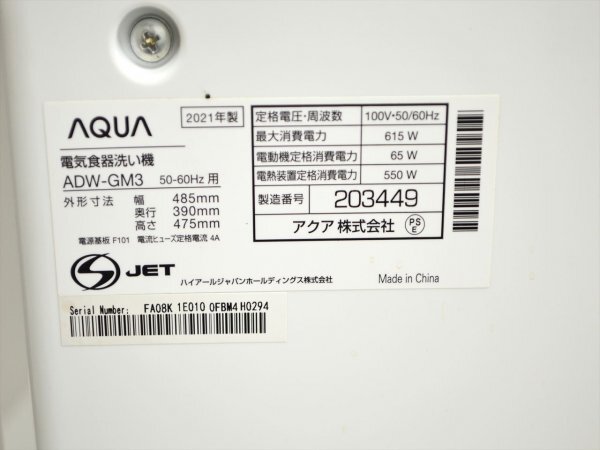 AQUA 2021年製
電気食器洗い機
ADW-GM3 50-60Hz 用
外形寸法 幅 485mm
奥行 390mm
高さ 475mm
電源基板 F101 電流ヒューズ定格電流 4A
S JET
定格電圧・周波数 100V・50/60Hz
最大消費電力 615 W
電動機定格消費電力 65 W
電熱装置定格消費電力 550 W
製造番号 203449
アクア 株式会社 PS E
ハイアールジャパンホールディングス株式会社
Made in China
Serial Number: FA08K 1E010 0FBM4 H0294